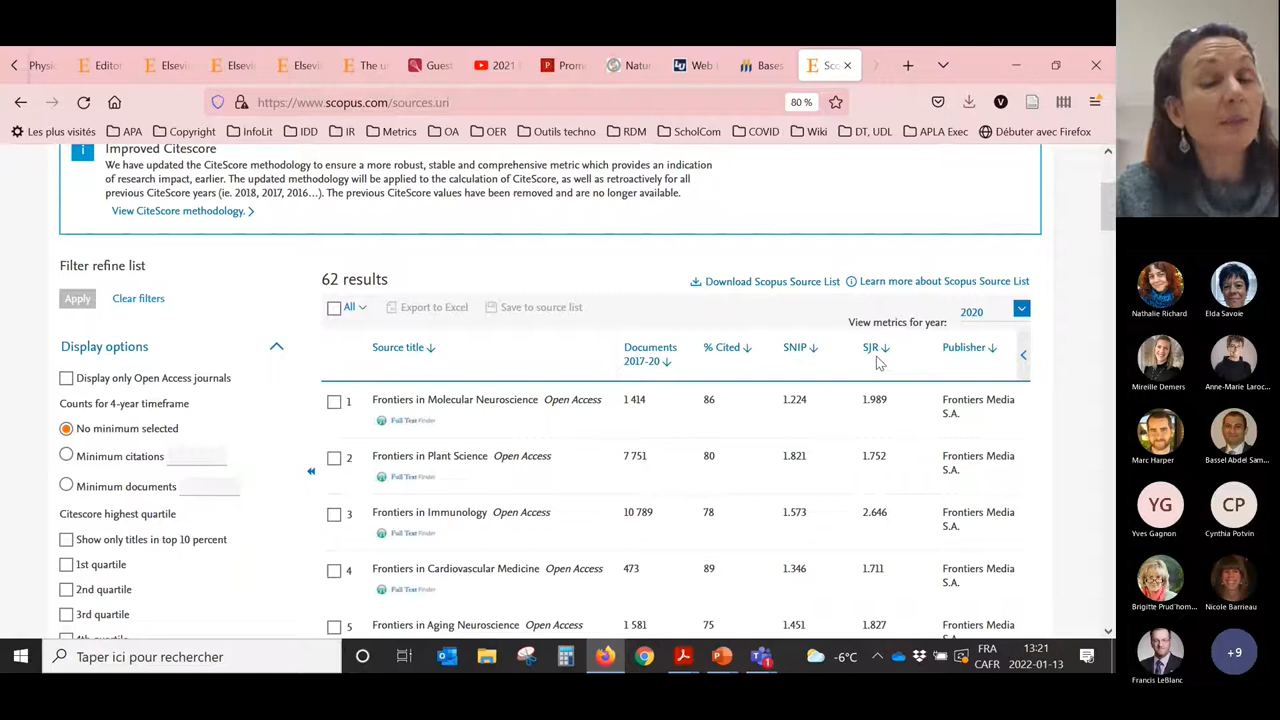 Physic
Editor
Elsevi
Elsevi
Elsevi
The u
Guest
2021
Prom
Natur
Web
Bases
Sco
https://www.scopus.com/sources.uri
80 %
Les plus visités
APA
Copyright
InfoLit
IDD
IR
Metrics
OA
OER
Outils techno
RDM
ScholCom
COVID
Wiki
DT, UDL
APLA Exec
Débuter avec Firefox
Improved Citescore
We have updated the CiteScore methodology to ensure a more robust, stable and comprehensive metric which provides an indication
of research impact, earlier. The updated methodology will be applied to the calculation of CiteScore, as well as retroactively for all
previous CiteScore years (ie. 2018, 2017, 2016...). The previous CiteScore values have been removed and are no longer available.
View CiteScore methodology.
Filter refine list
Apply
Clear filters
Display options
Display only Open Access journals
Counts for 4-year timeframe
No minimum selected
Minimum citations
Minimum documents
Citescore highest quartile
Show only titles in top 10 percent
1st quartile
2nd quartile
3rd quartile
62 results
Download Scopus Source List
Learn more about Scopus Source List
All
Export to Excel
Save to source list
View metrics for year:
2020
Source title
Documents 2017-20
% Cited
SNIP
SJR
Publisher
1 Frontiers in Molecular Neuroscience Open Access 1 414 86 1.224 1.989 Frontiers Media S.A.
Full Text Finder
2 Frontiers in Plant Science Open Access 7 751 80 1.821 1.752 Frontiers Media S.A.
Full Text Finder
3 Frontiers in Immunology Open Access 10 789 78 1.573 2.646 Frontiers Media S.A.
Full Text Finder
4 Frontiers in Cardiovascular Medicine Open Access 473 89 1.346 1.711 Frontiers Media S.A.
Full Text Finder
5 Frontiers in Aging Neuroscience Open Access 1 581 75 1.451 1.827 Frontiers Media
Taper ici pour rechercher
-6°C
FRA
CAFR
13:21
2022-01-13
Nathalie Richard
Elda Savoie
Mireille Demers
Anne-Marie Laroc...
Marc Harper
Bassel Abdel Sam...
YG
Yves Gagnon
CP
Cynthia Potvin
Brigitte Prud'hom...
Nicole Barrieau
Francis LeBlanc
+9